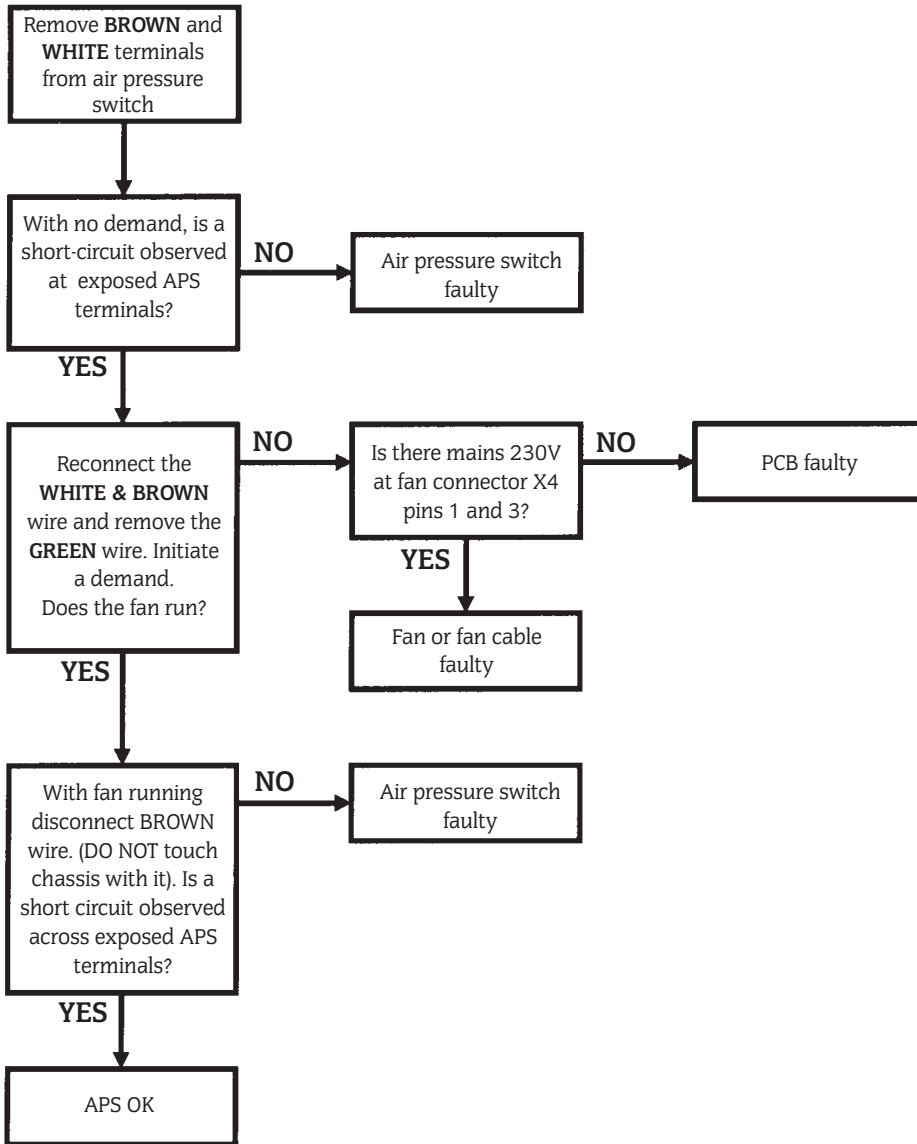 Remove BROWN and
WHITE terminals
from air pressure
switch
With no demand, is a
short-circuit observed
at exposed APS
terminals?
NO
Air pressure switch
faulty
YES
Reconnect the
WHITE & BROWN
wire and remove the
GREEN wire. Initiate
a demand.
Does the fan run?
NO
Is there mains 230V
at fan connector X4
pins 1 and 3?
NO
PCB faulty
YES
Fan or fan cable
faulty
YES
With fan running
disconnect BROWN
wire. (DO NOT touch
chassis with it). Is a
short circuit observed
across exposed APS
terminals?
NO
Air pressure switch
faulty
YES
APS OK